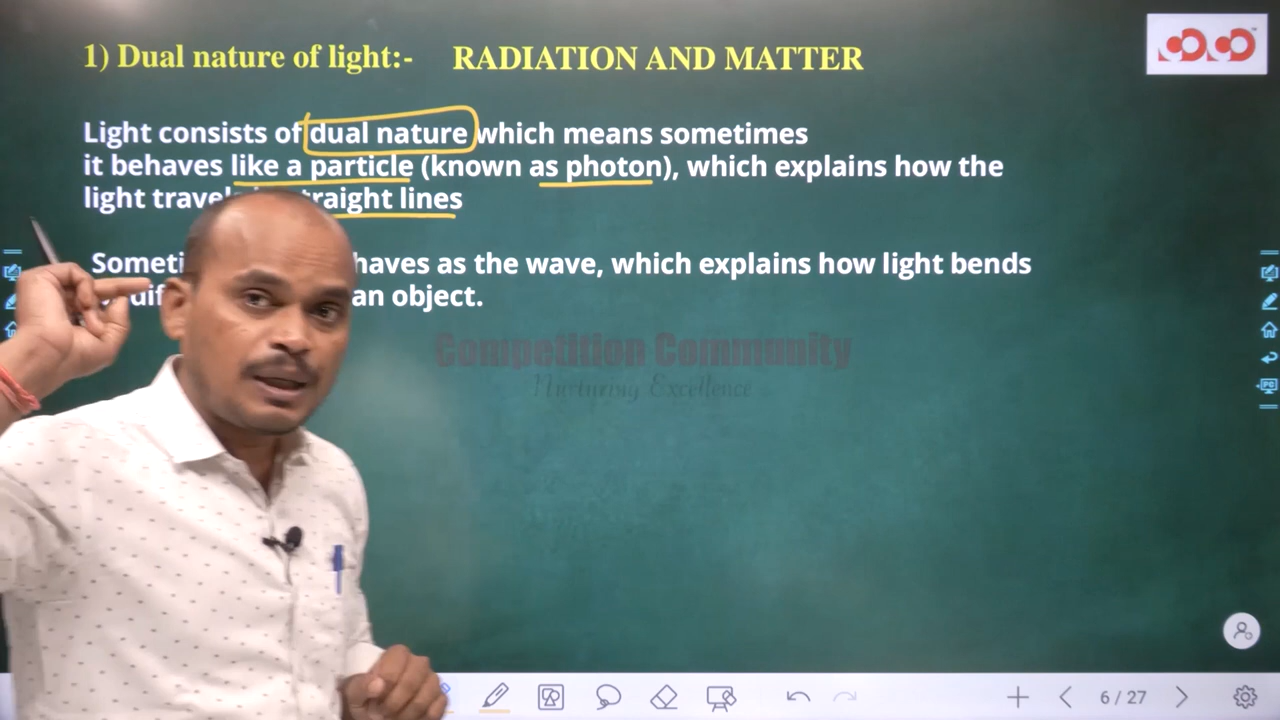 1) Dual nature of light:- RADIATION AND MATTER
Light consists of dual nature which means sometimes
it behaves like a particle (known as photon), which explains how the
light travel straight lines
haves as the wave, which explains how light bends
an object.
Competition Community
Nurturing Excellence
PC
6 / 27